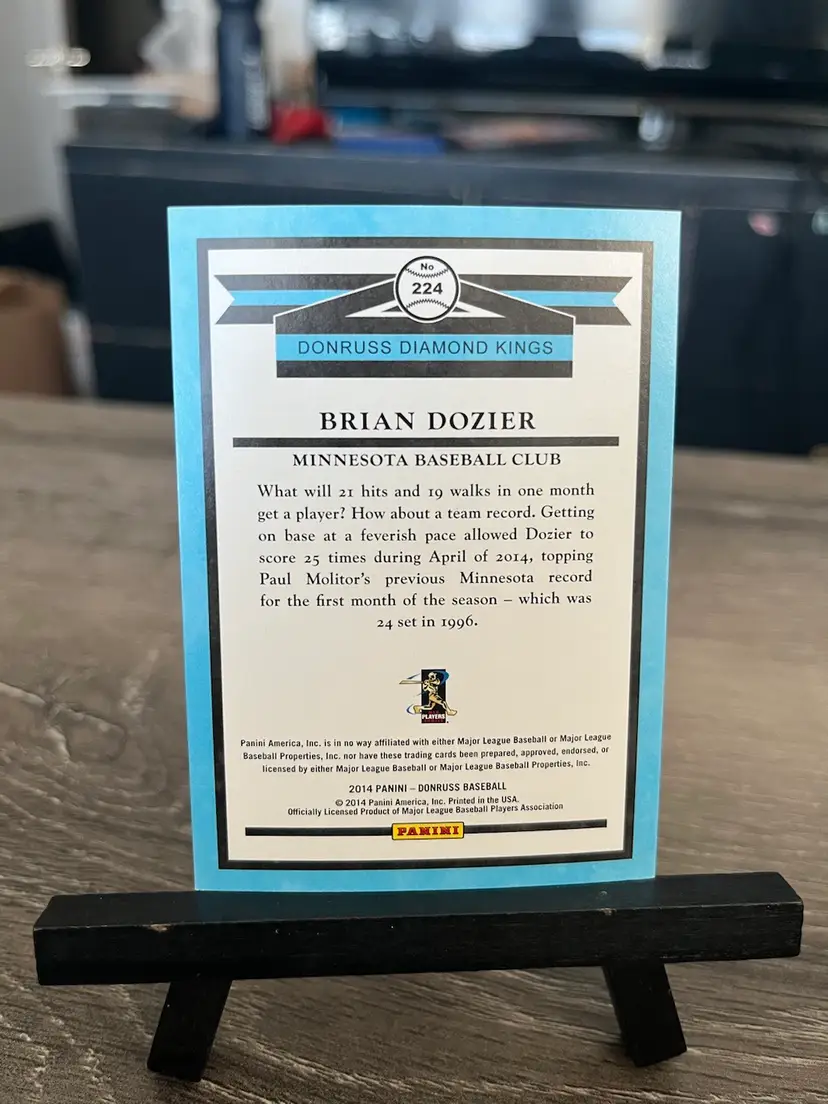 No
224
DONRUSS DIAMOND KINGS
BRIAN DOZIER
MINNESOTA BASEBALL CLUB
What will 21 hits and 19 walks in one month
get a player? How about a team record. Getting
on base at a feverish pace allowed Dozier to
score 25 times during April of 2014, topping
Paul Molitor's previous Minnesota record
for the first month of the season – which was
24 set in 1996.
PLAYERS
Panini America, Inc. is in no way affiliated with either Major League Baseball or Major League
Baseball Properties, Inc. nor have these trading cards been prepared, approved, endorsed, or
licensed by either Major League Baseball or Major League Baseball Properties, Inc.
2014 PANINI – DONRUSS BASEBALL
© 2014 Panini America, Inc. Printed in the USA.
Officially Licensed Product of Major League Baseball Players Association
PANINI